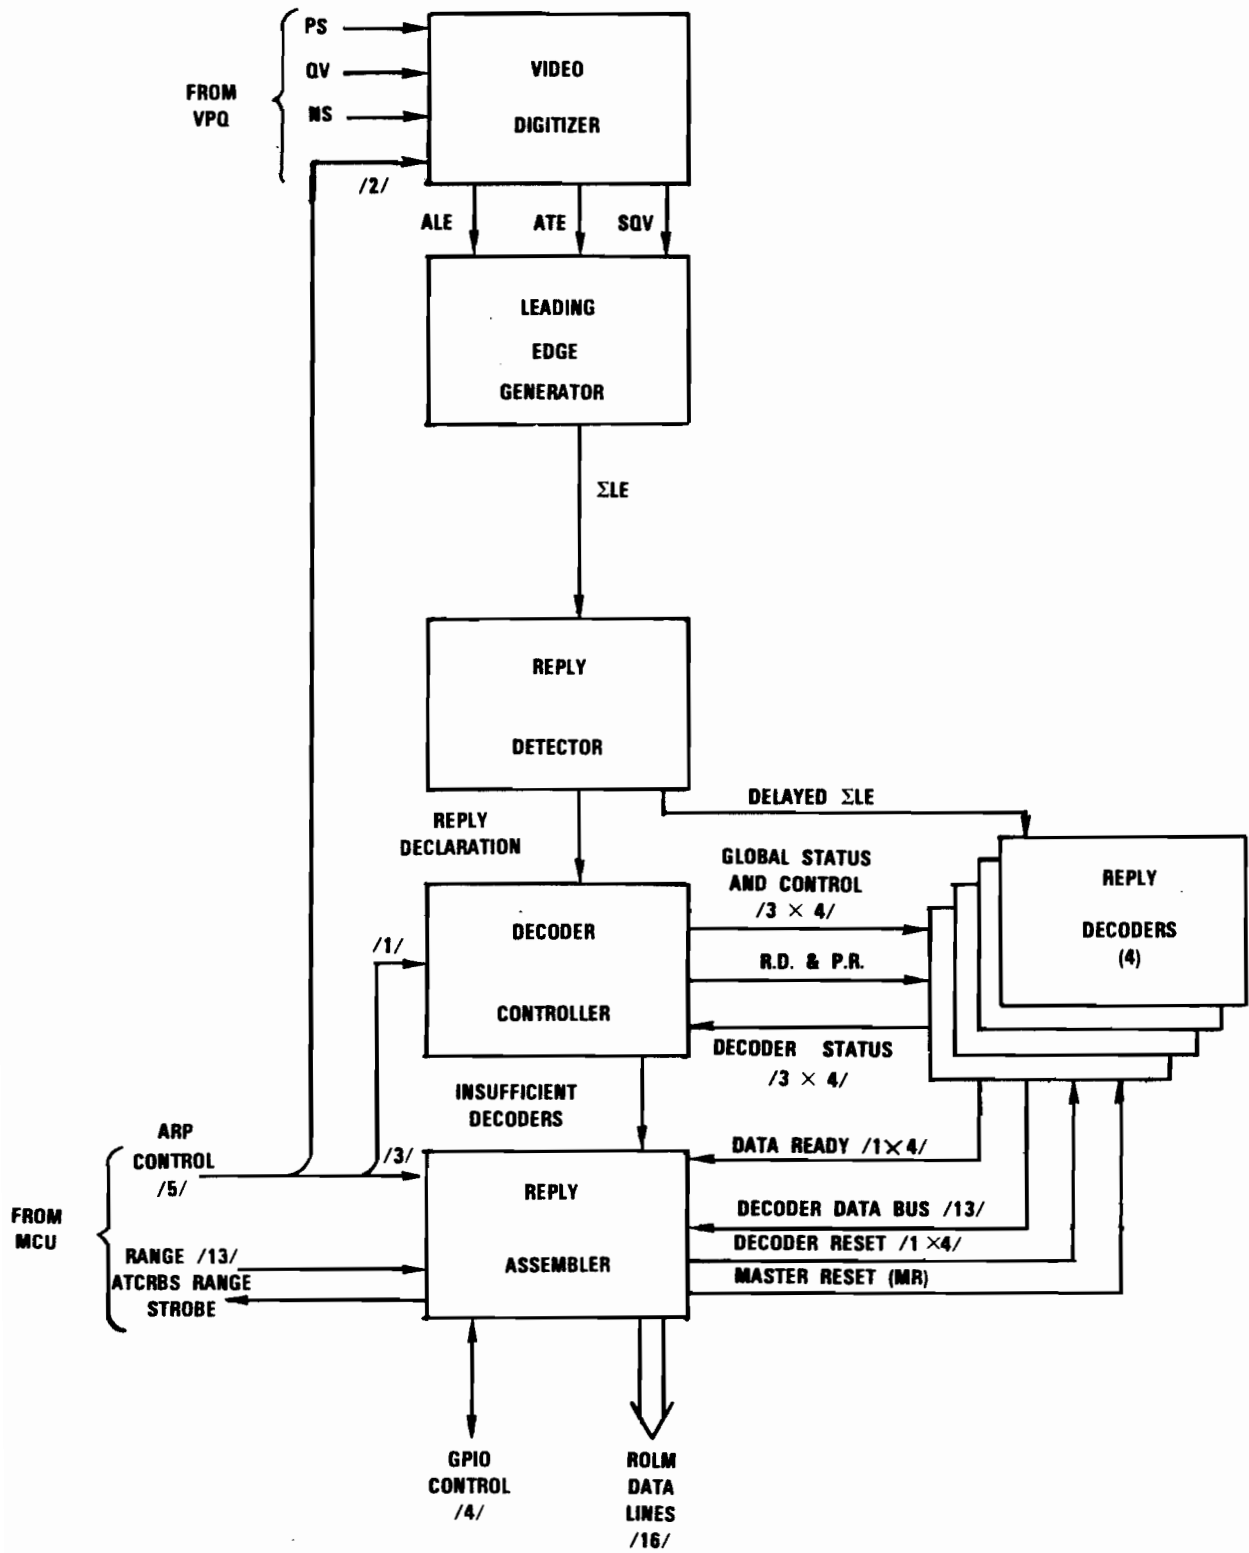 PS
QV
NS
FROM
VPQ
/2/
VIDEO
DIGITIZER
ALE
ATE
SQV
LEADING
EDGE
GENERATOR
ΣLE
REPLY
DETECTOR
DELAYED ΣLE
REPLY
DECLARATION
GLOBAL STATUS
AND CONTROL
/3 × 4/
REPLY
DECODERS
(4)
/1/
DECODER
CONTROLLER
R.D. & P.R.
DECODER STATUS
/3 × 4/
INSUFFICIENT
DECODERS
ARP
CONTROL
/5/
/3/
FROM
MCU
RANGE /13/
ATCRBS RANGE
STROBE
REPLY
ASSEMBLER
DATA READY /1×4/
DECODER DATA BUS /13/
DECODER RESET /1 ×4/
MASTER RESET (MR)
GPIO
CONTROL
/4/
ROLM
DATA
LINES
/16/